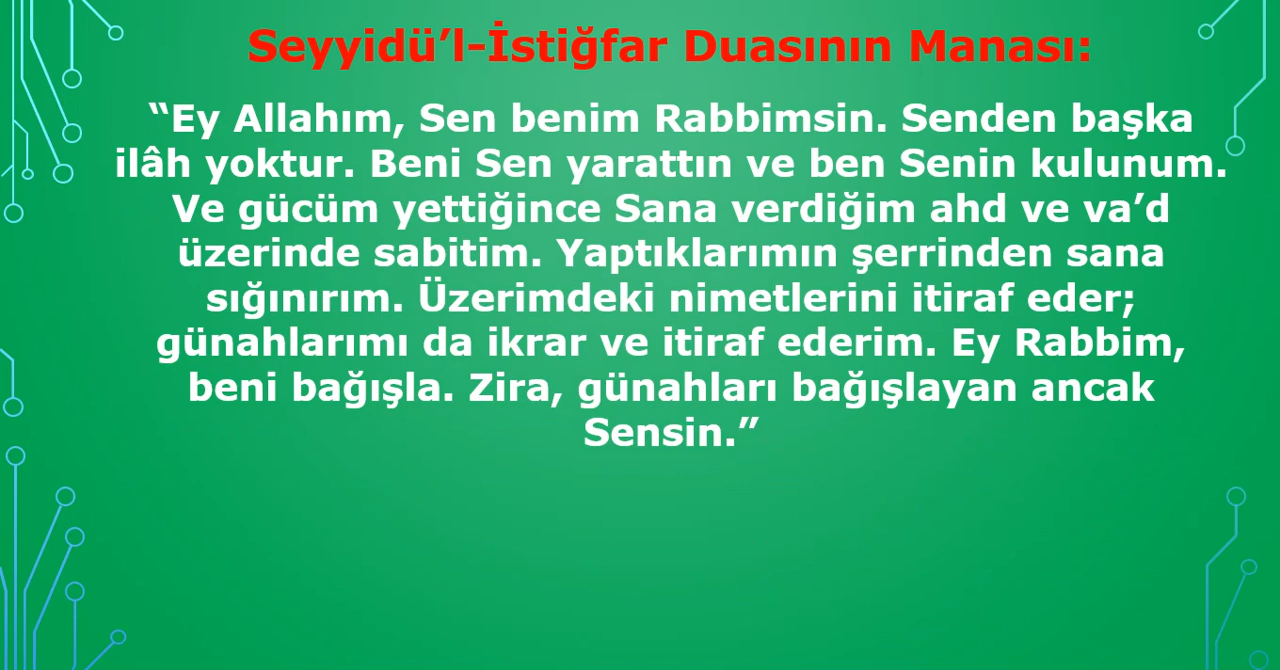 Seyyidü’l-İstiğfar Duasının Manası:
“Ey Allahım, Sen benim Rabbimsin. Senden başka
ilâh yoktur. Beni Sen yarattın ve ben Senin kulunum.
Ve gücüm yettiğince Sana verdiğim ahd ve va’d
üzerinde sabitim. Yaptıklarımın şerrinden sana
sığınırım. Üzerimdeki nimetlerini itiraf eder;
günahlarımı da ikrar ve itiraf ederim. Ey Rabbim,
beni bağışla. Zira, günahları bağışlayan ancak
Sensin.”